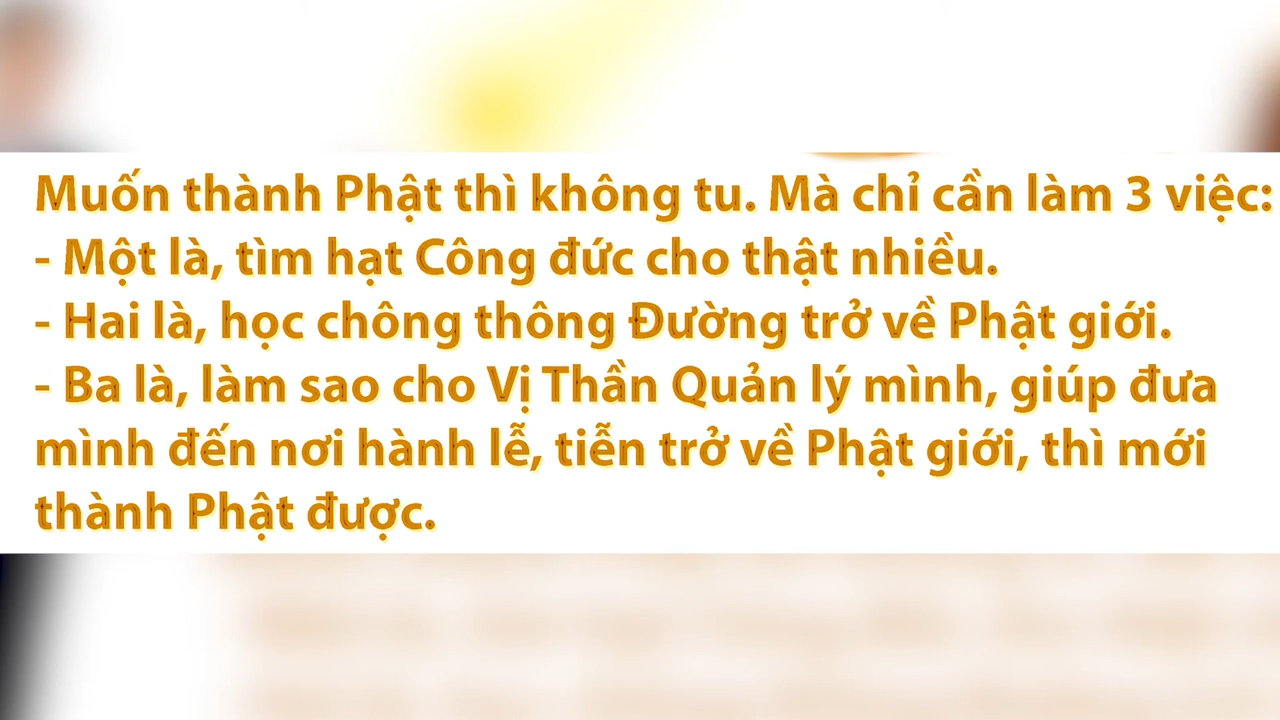 Muốn thành Phật thì không tu. Mà chỉ cần làm 3 việc:
- Một là, tìm hạt Công đức cho thật nhiều.
- Hai là, học chông thông Đường trở về Phật giới.
- Ba là, làm sao cho Vị Thần Quản lý mình, giúp đưa
mình đến nơi hành lễ, tiễn trở về Phật giới, thì mới
thành Phật được.